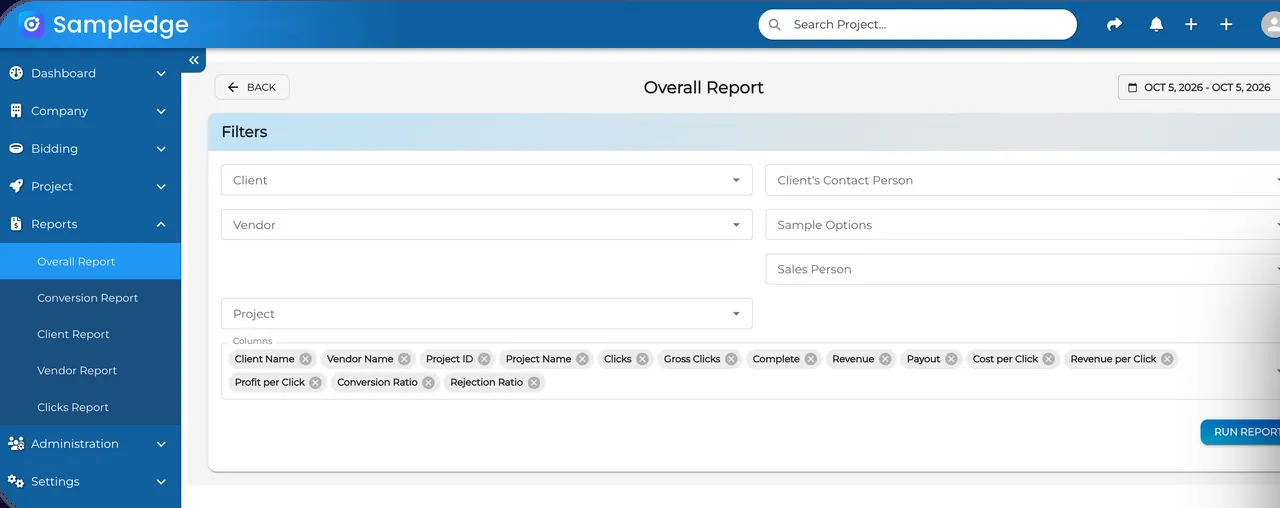 Sampledge
Search Project...
Dashboard
Company
Bidding
Project
Reports
Overall Report
Conversion Report
Client Report
Vendor Report
Clicks Report
Administration
Settings
BACK
Overall Report
OCT 5, 2026 - OCT 5, 2026
Filters
Client
Client's Contact Person
Vendor
Sample Options
Sales Person
Project
Columns
Client Name Vendor Name Project ID Project Name Clicks Gross Clicks Complete Revenue Payout Cost per Click Revenue per Click
Profit per Click Conversion Ratio Rejection Ratio
RUN REPORT